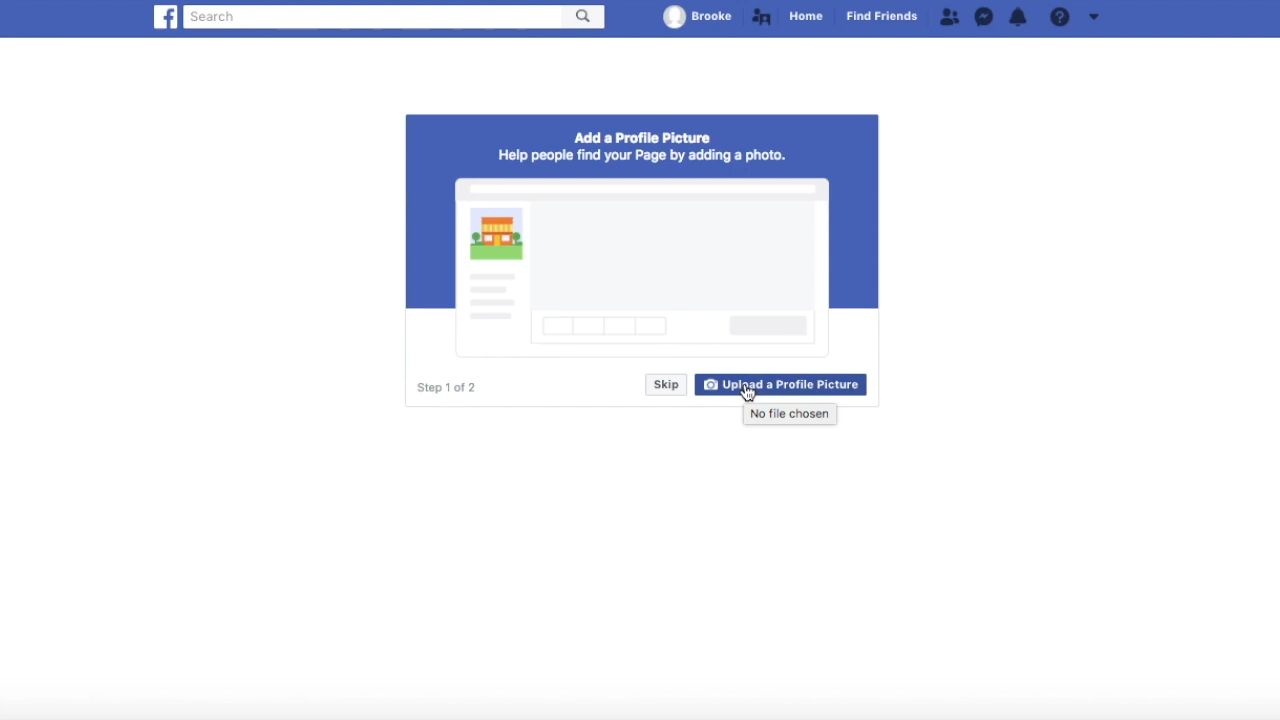 Search
Brooke
Home
Find Friends
Add a Profile Picture
Help people find your Page by adding a photo.
Step 1 of 2
Skip
Upload a Profile Picture
No file chosen